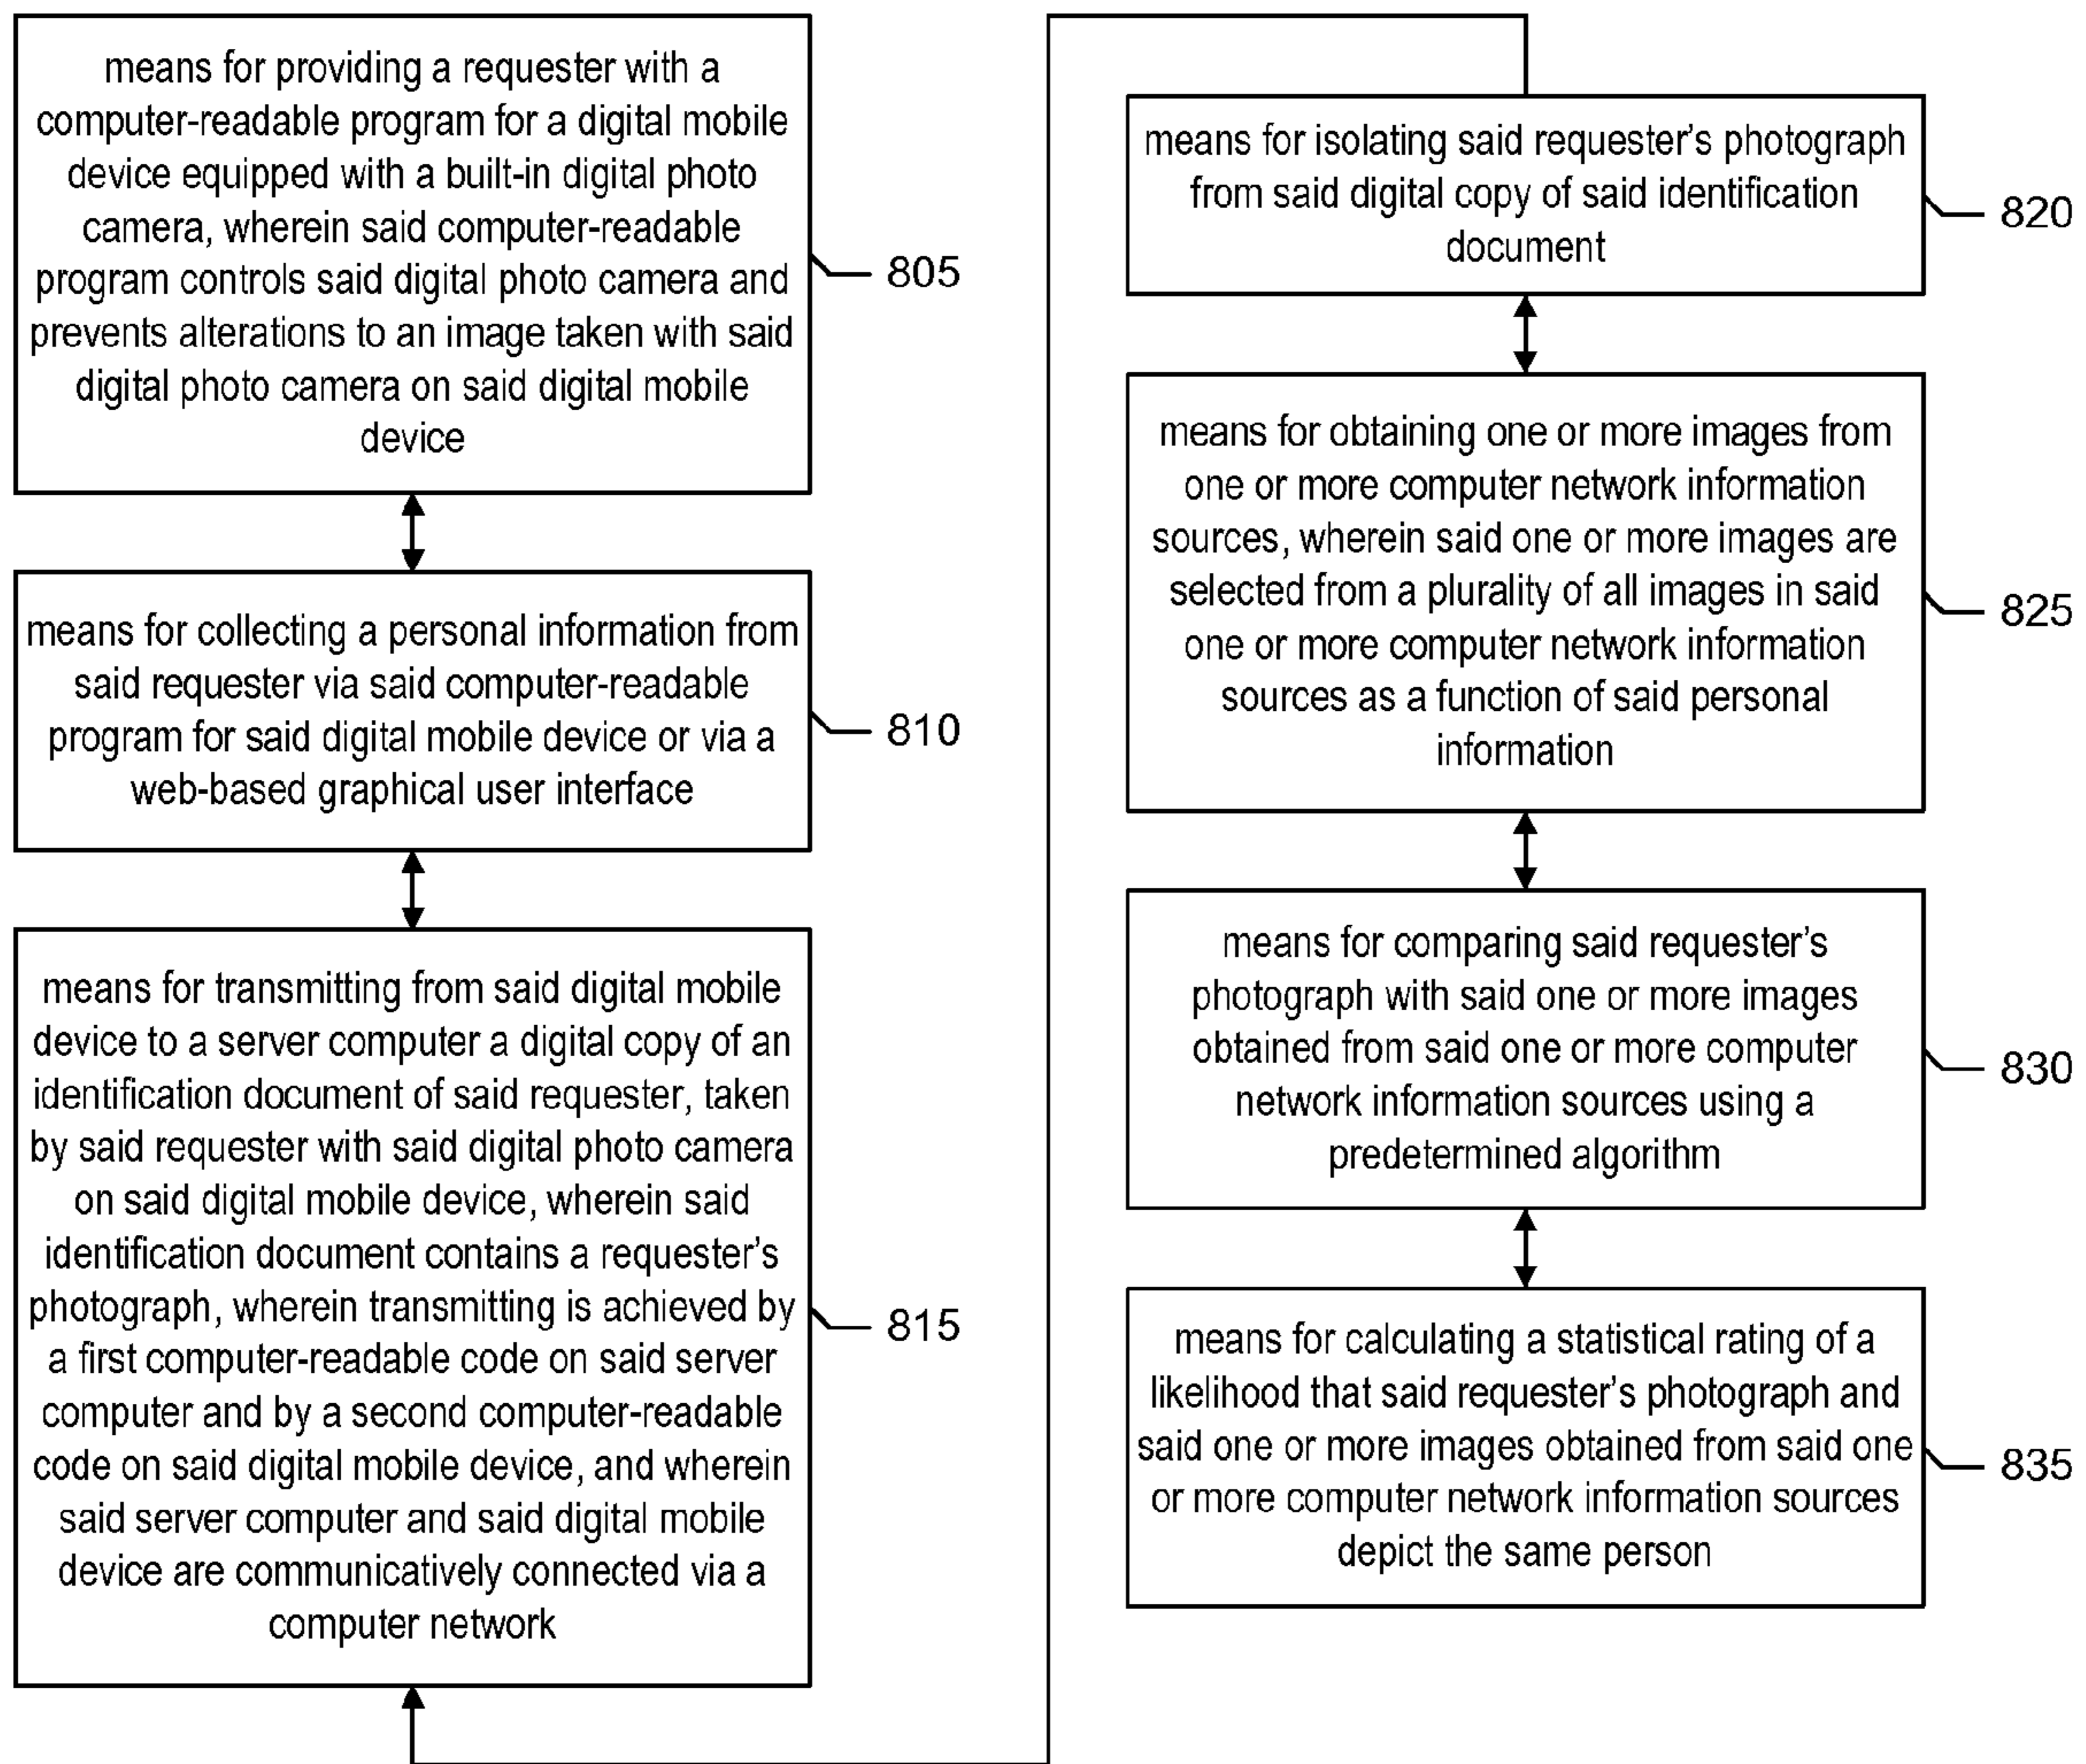 means for providing a requester with a
computer-readable program for a digital mobile
device equipped with a built-in digital photo
camera, wherein said computer-readable
program controls said digital photo camera and
prevents alterations to an image taken with said
digital photo camera on said digital mobile
device
805
means for collecting a personal information from
said requester via said computer-readable
program for said digital mobile device or via a
web-based graphical user interface
810
means for transmitting from said digital mobile
device to a server computer a digital copy of an
identification document of said requester, taken
by said requester with said digital photo camera
on said digital mobile device, wherein said
identification document contains a requester’s
photograph, wherein transmitting is achieved by
a first computer-readable code on said server
computer and by a second computer-readable
code on said digital mobile device, and wherein
said server computer and said digital mobile
device are communicatively connected via a
computer network
815
means for isolating said requester’s photograph
from said digital copy of said identification
document
820
means for obtaining one or more images from
one or more computer network information
sources, wherein said one or more images are
selected from a plurality of all images in said
one or more computer network information
sources as a function of said personal
information
825
means for comparing said requester’s
photograph with said one or more images
obtained from said one or more computer
network information sources using a
predetermined algorithm
830
means for calculating a statistical rating of a
likelihood that said requester’s photograph and
said one or more images obtained from said one
or more computer network information sources
depict the same person
835